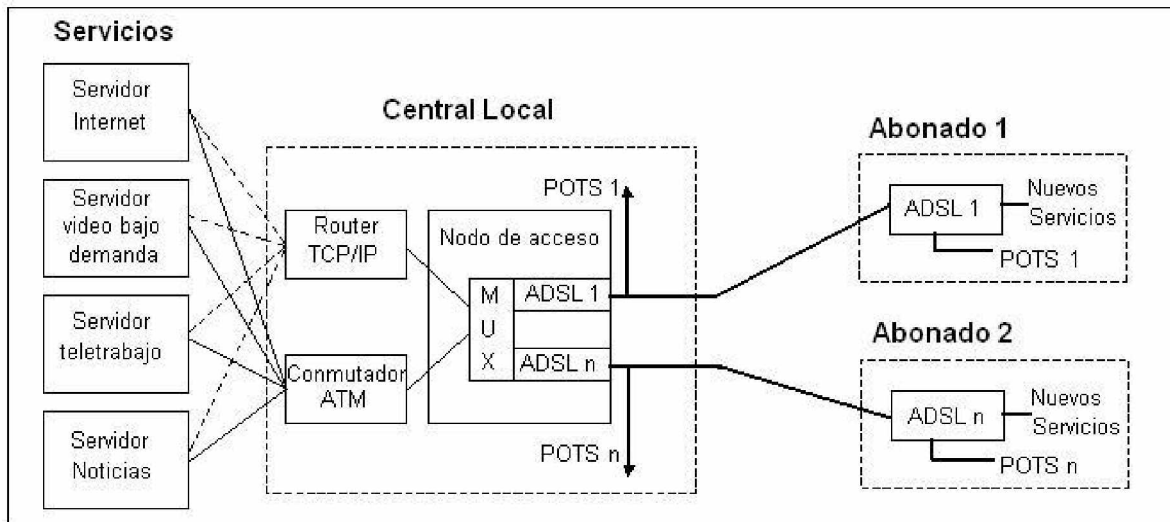 Servicios
Servidor
Internet
Servidor
video bajo
demanda
Servidor
teletrabajo
Servidor
Noticias
Central Local
Router
TCP/IP
Conmutador
ATM
Nodo de acceso
M
U
X
ADSL 1
ADSL n
POTS 1
POTS n
Abonado 1
ADSL 1
Nuevos
Servicios
POTS 1
Abonado 2
ADSL n
Nuevos
Servicios
POTS n